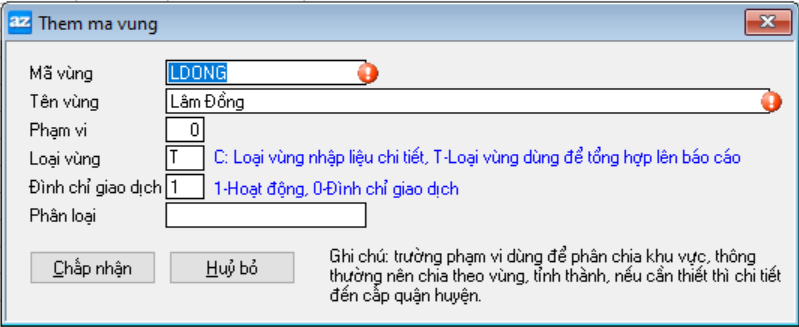 az Them ma vung
Mã vùng LDONG
Tên vùng Lâm Đồng
Phạm vi 0
Loại vùng T C: Loại vùng nhập liệu chi tiết, T-Loại vùng dùng để tổng hợp lên báo cáo
Đình chỉ giao dịch 1 1-Hoạt động, 0-Đình chỉ giao dịch
Phân loại
Chấp nhận Huỷ bỏ
Ghi chú: trường phạm vi dùng để phân chia khu vực, thông
thường nên chia theo vùng, tỉnh thành, nếu cần thiết thì chi tiết
đến cấp quận huyện.